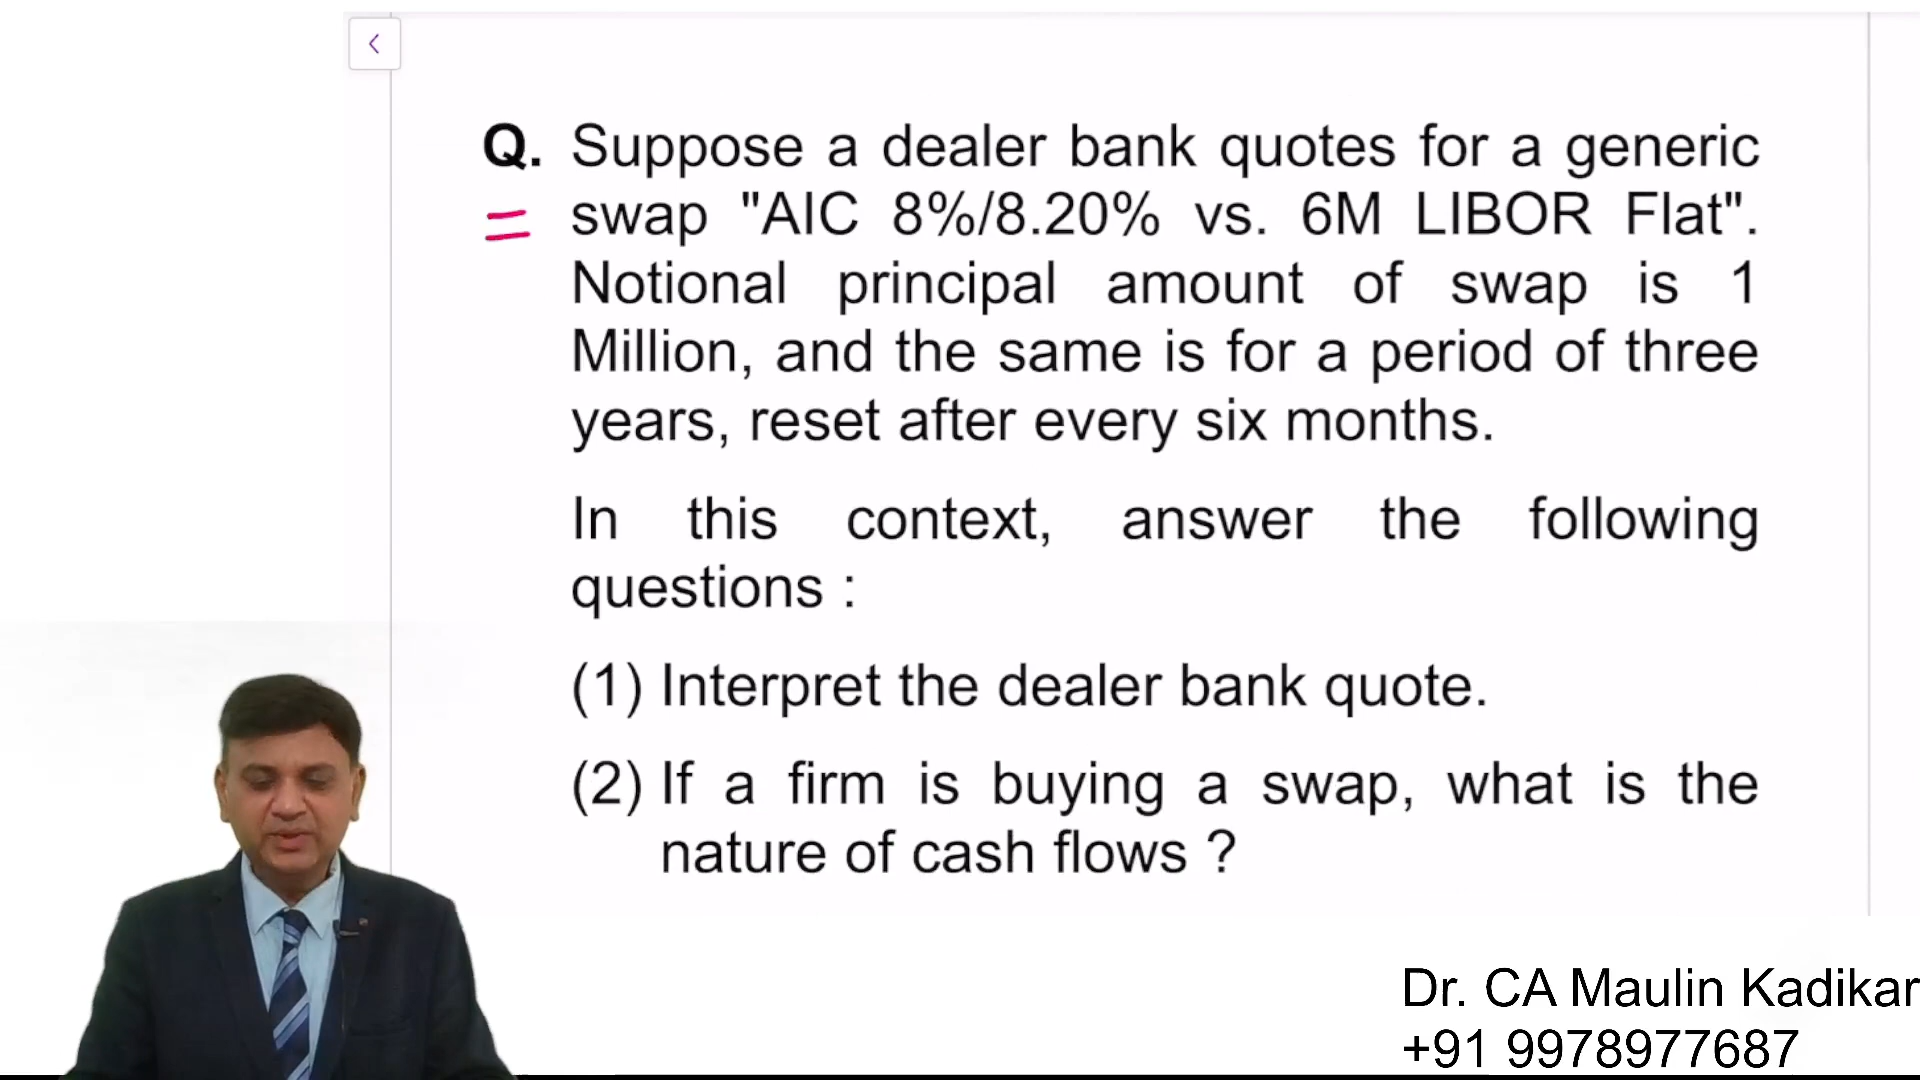 Q. Suppose a dealer bank quotes for a generic
swap "AIC 8%/8.20% vs. 6M LIBOR Flat".
Notional principal amount of swap is 1
Million, and the same is for a period of three
years, reset after every six months.
In this context, answer the following
questions :
(1) Interpret the dealer bank quote.
(2) If a firm is buying a swap, what is the
nature of cash flows ?
Dr. CA Maulin Kadikar
+91 9978977687